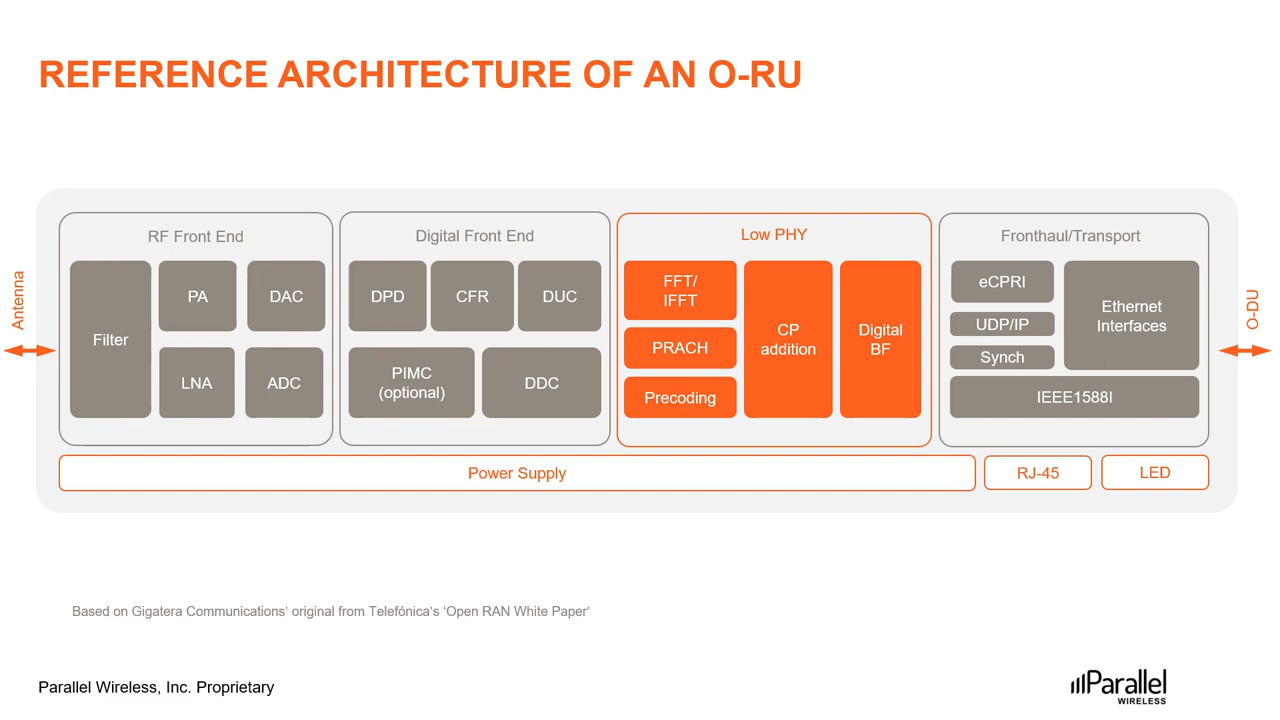 REFERENCE ARCHITECTURE OF AN O-RU
Antenna
RF Front End
Filter
PA
DAC
LNA
ADC
Digital Front End
DPD
CFR
DUC
PIMC
(optional)
DDC
Low PHY
FFT/
IFFT
PRACH
Precoding
CP
addition
Digital
BF
Fronthaul/Transport
eCPRI
UDP/IP
Synch
Ethernet
Interfaces
IEEE1588I
O-DU
Power Supply
RJ-45
LED
Based on Gigatera Communications' original from Telefónica's 'Open RAN White Paper'
Parallel Wireless, Inc. Proprietary
Parallel
WIRELESS